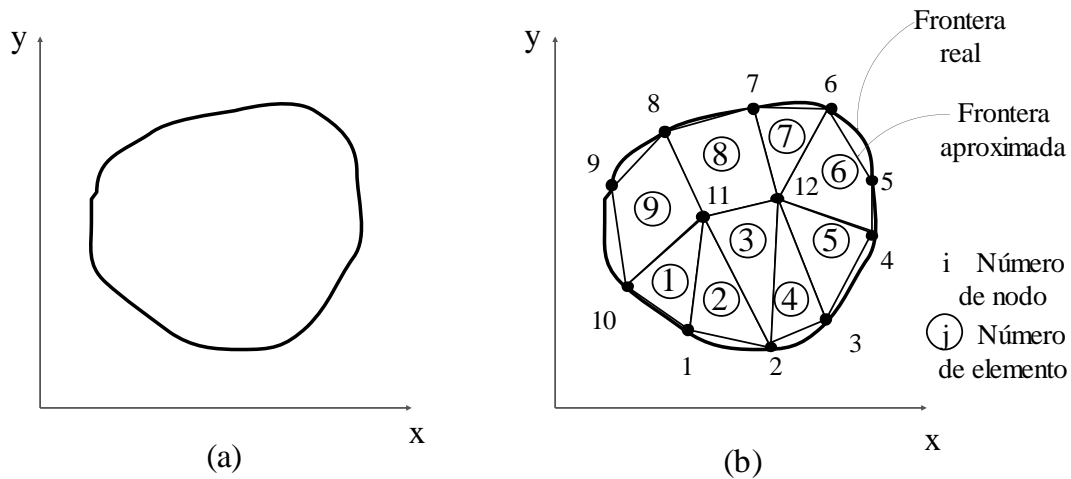 y
x
(a)
y
x
(b)
Frontera
real
Frontera
aproximada
1
2
3
4
5
6
7
8
9
10
11
12
1
2
3
4
5
6
7
8
9
i Número
de nodo
j Número
de elemento